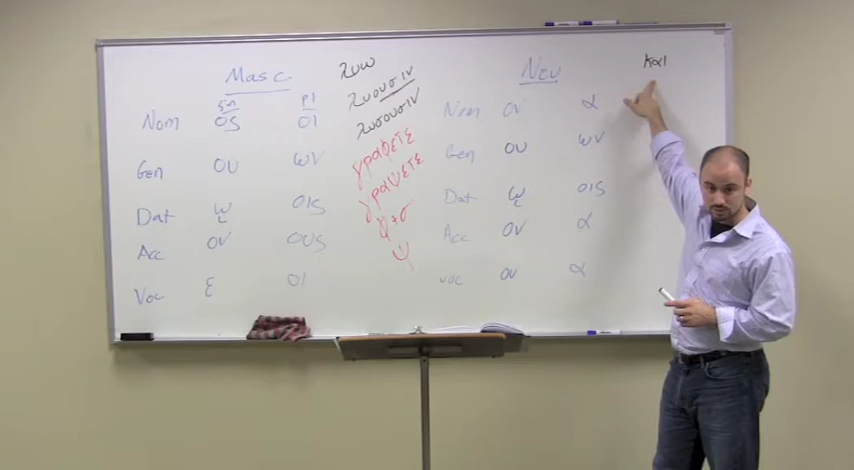 Masc.
Sg Pl
Nom ος οι
Gen ου ων
Dat ῳ οις
Acc ον ους
Voc ε οι
λυω
λυουσιν
λυσουσιν
γραφετε
γραψετε
φ + σ
ψ
Neu
Nom ον α
Gen ου ων
Dat ῳ οις
Acc ον α
Voc ον α
και